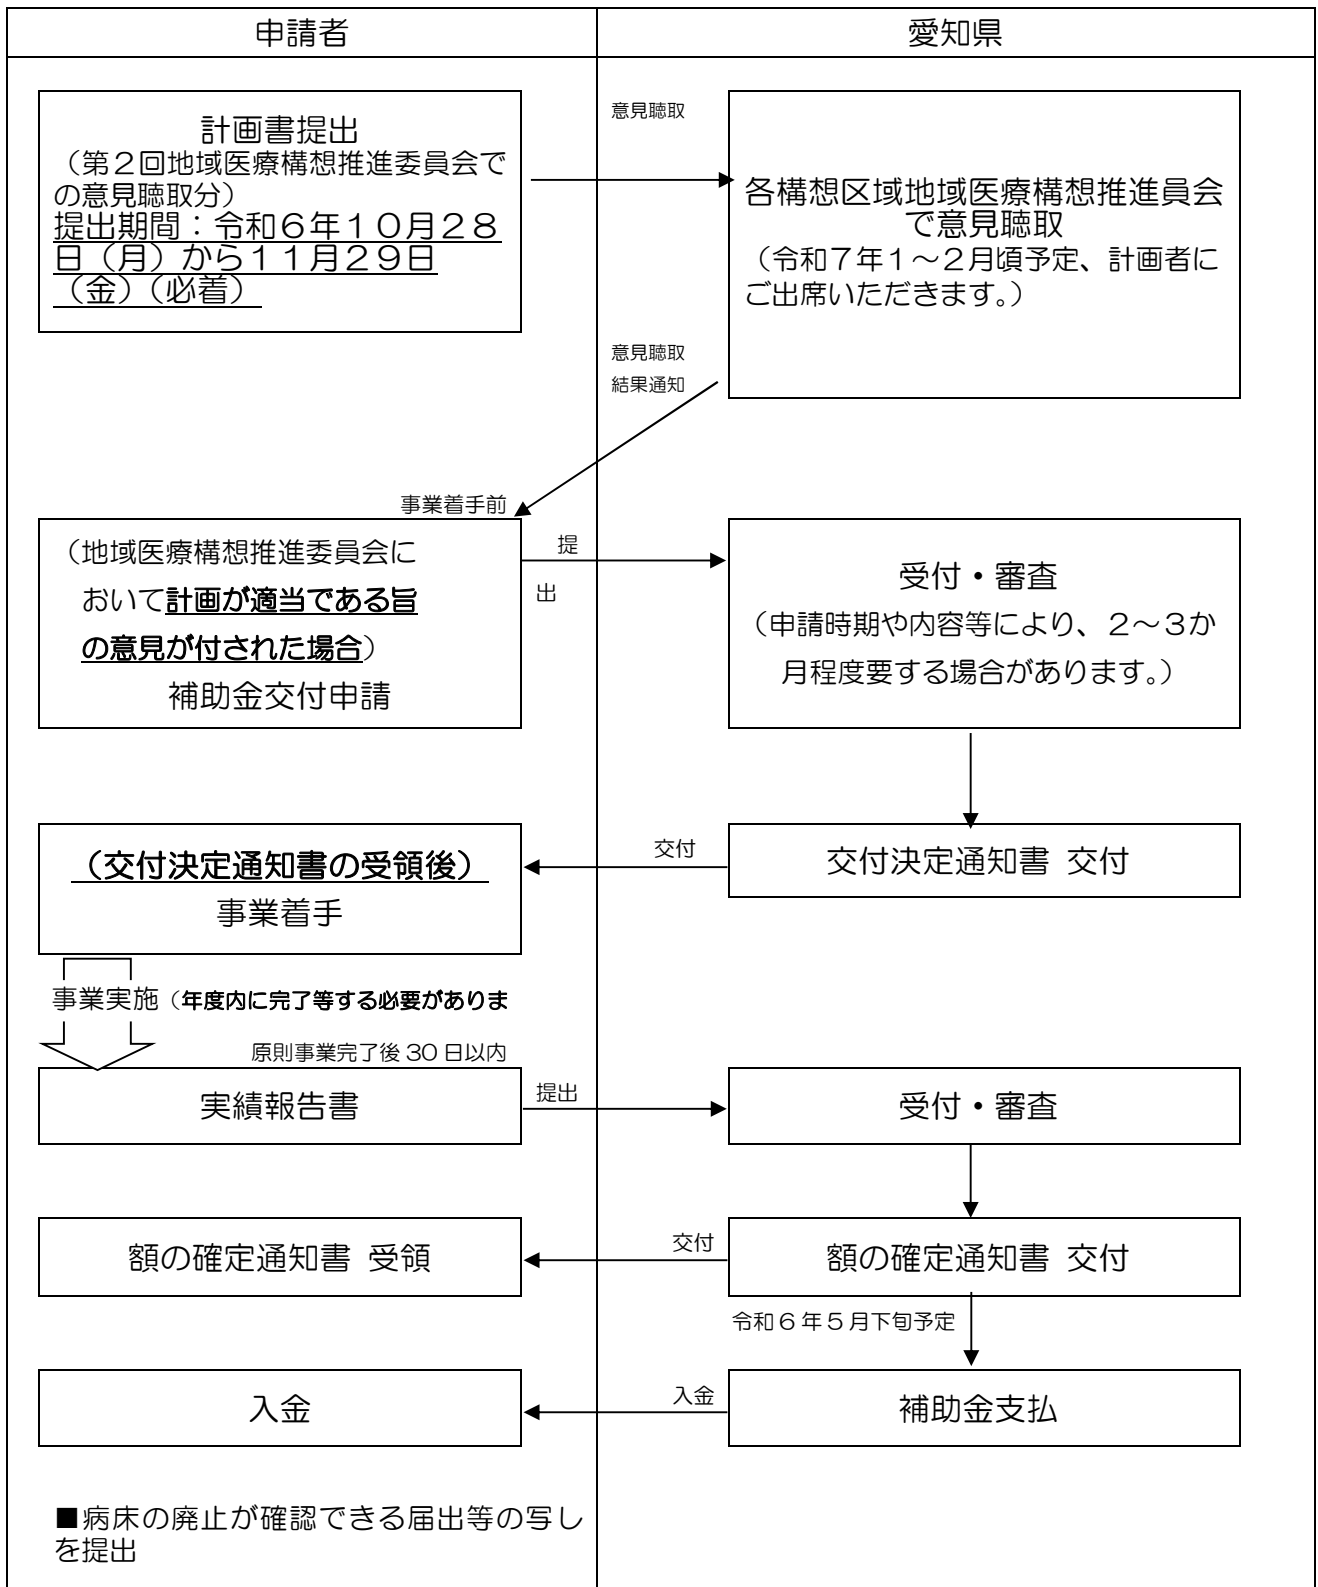 申請者
愛知県
計画書提出
（第２回地域医療構想推進委員会で
の意見聴取分）
提出期間：令和６年１０月２８
日（月）から１１月２９日
（金）（必着）
意見聴取
各構想区域地域医療構想推進員会
で意見聴取
（令和７年１～２月頃予定、計画者に
ご出席いただきます。）
意見聴取
結果通知
事業着手前
（地域医療構想推進委員会に
おいて計画が適当である旨
の意見が付された場合）
補助金交付申請
提
出
受付・審査
（申請時期や内容等により、２～３か
月程度要する場合があります。）
（交付決定通知書の受領後）
事業着手
交付
交付決定通知書 交付
事業実施（年度内に完了等する必要がありま
原則事業完了後 30 日以内
実績報告書
提出
受付・審査
額の確定通知書 受領
交付
額の確定通知書 交付
令和６年５月下旬予定
入金
入金
補助金支払
■病床の廃止が確認できる届出等の写し
を提出